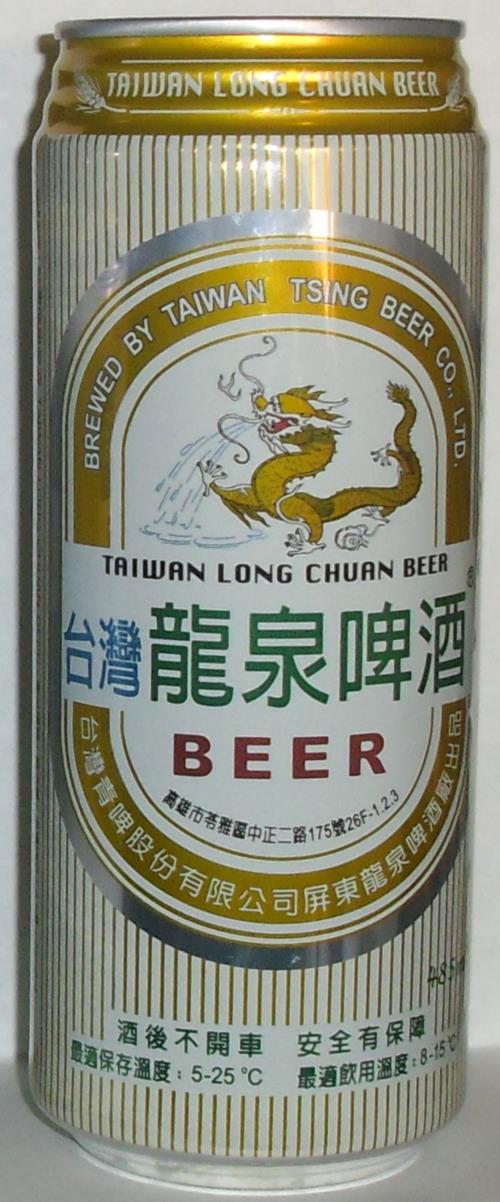 TAIWAN LONG CHUAN BEER
BREWED BY TAIWAN TSING BEER CO., LTD.
TAIWAN LONG CHUAN BEER
台灣龍泉啤酒®
BEER
高雄市苓雅區中正二路175號26F-1.2.3
台灣青啤股份有限公司屏東龍泉啤酒廠出品
酒後不開車 安全有保障
最適保存溫度：5-25℃ 最適飲用溫度：8-15℃